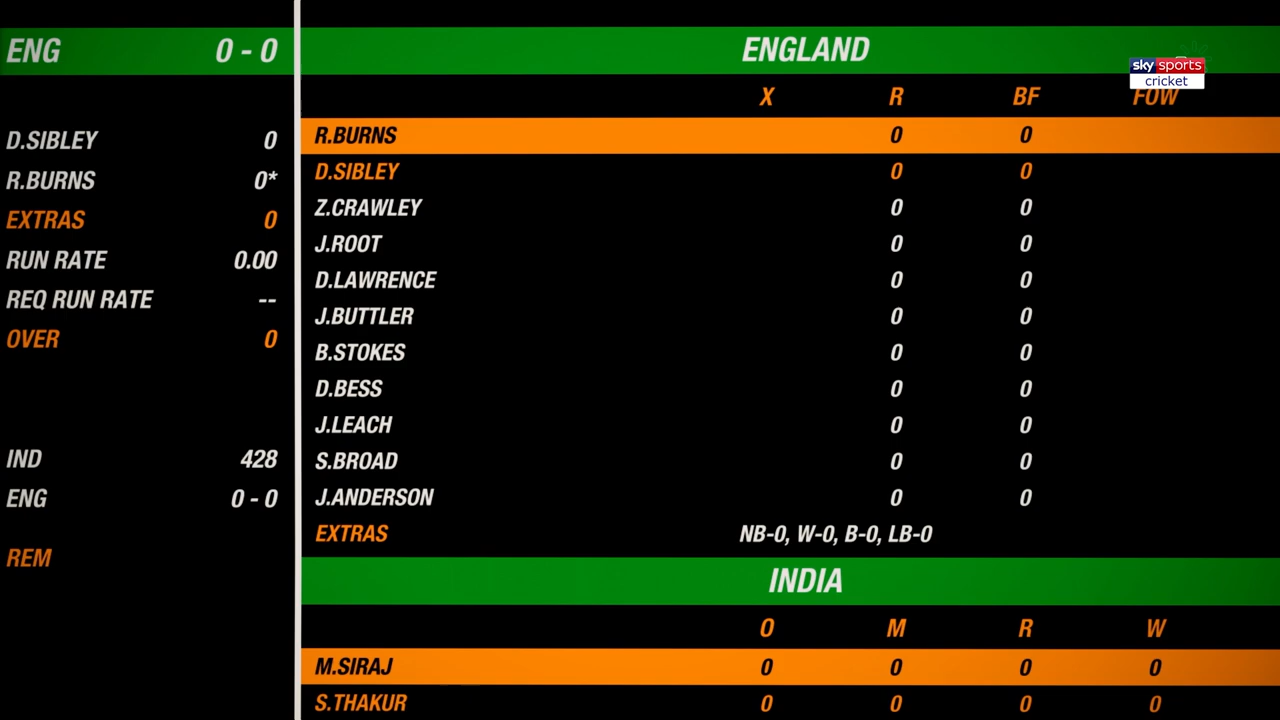 ENG 0 - 0
D.SIBLEY 0
R.BURNS 0*
EXTRAS 0
RUN RATE 0.00
REQ RUN RATE --
OVER 0
IND 428
ENG 0 - 0
REM
ENGLAND
sky sports
cricket
X R BF FOW
R.BURNS 0 0
D.SIBLEY 0 0
Z.CRAWLEY 0 0
J.ROOT 0 0
D.LAWRENCE 0 0
J.BUTTLER 0 0
B.STOKES 0 0
D.BESS 0 0
J.LEACH 0 0
S.BROAD 0 0
J.ANDERSON 0 0
EXTRAS NB-0, W-0, B-0, LB-0
INDIA
O M R W
M.SIRAJ 0 0 0 0
S.THAKUR 0 0 0 0